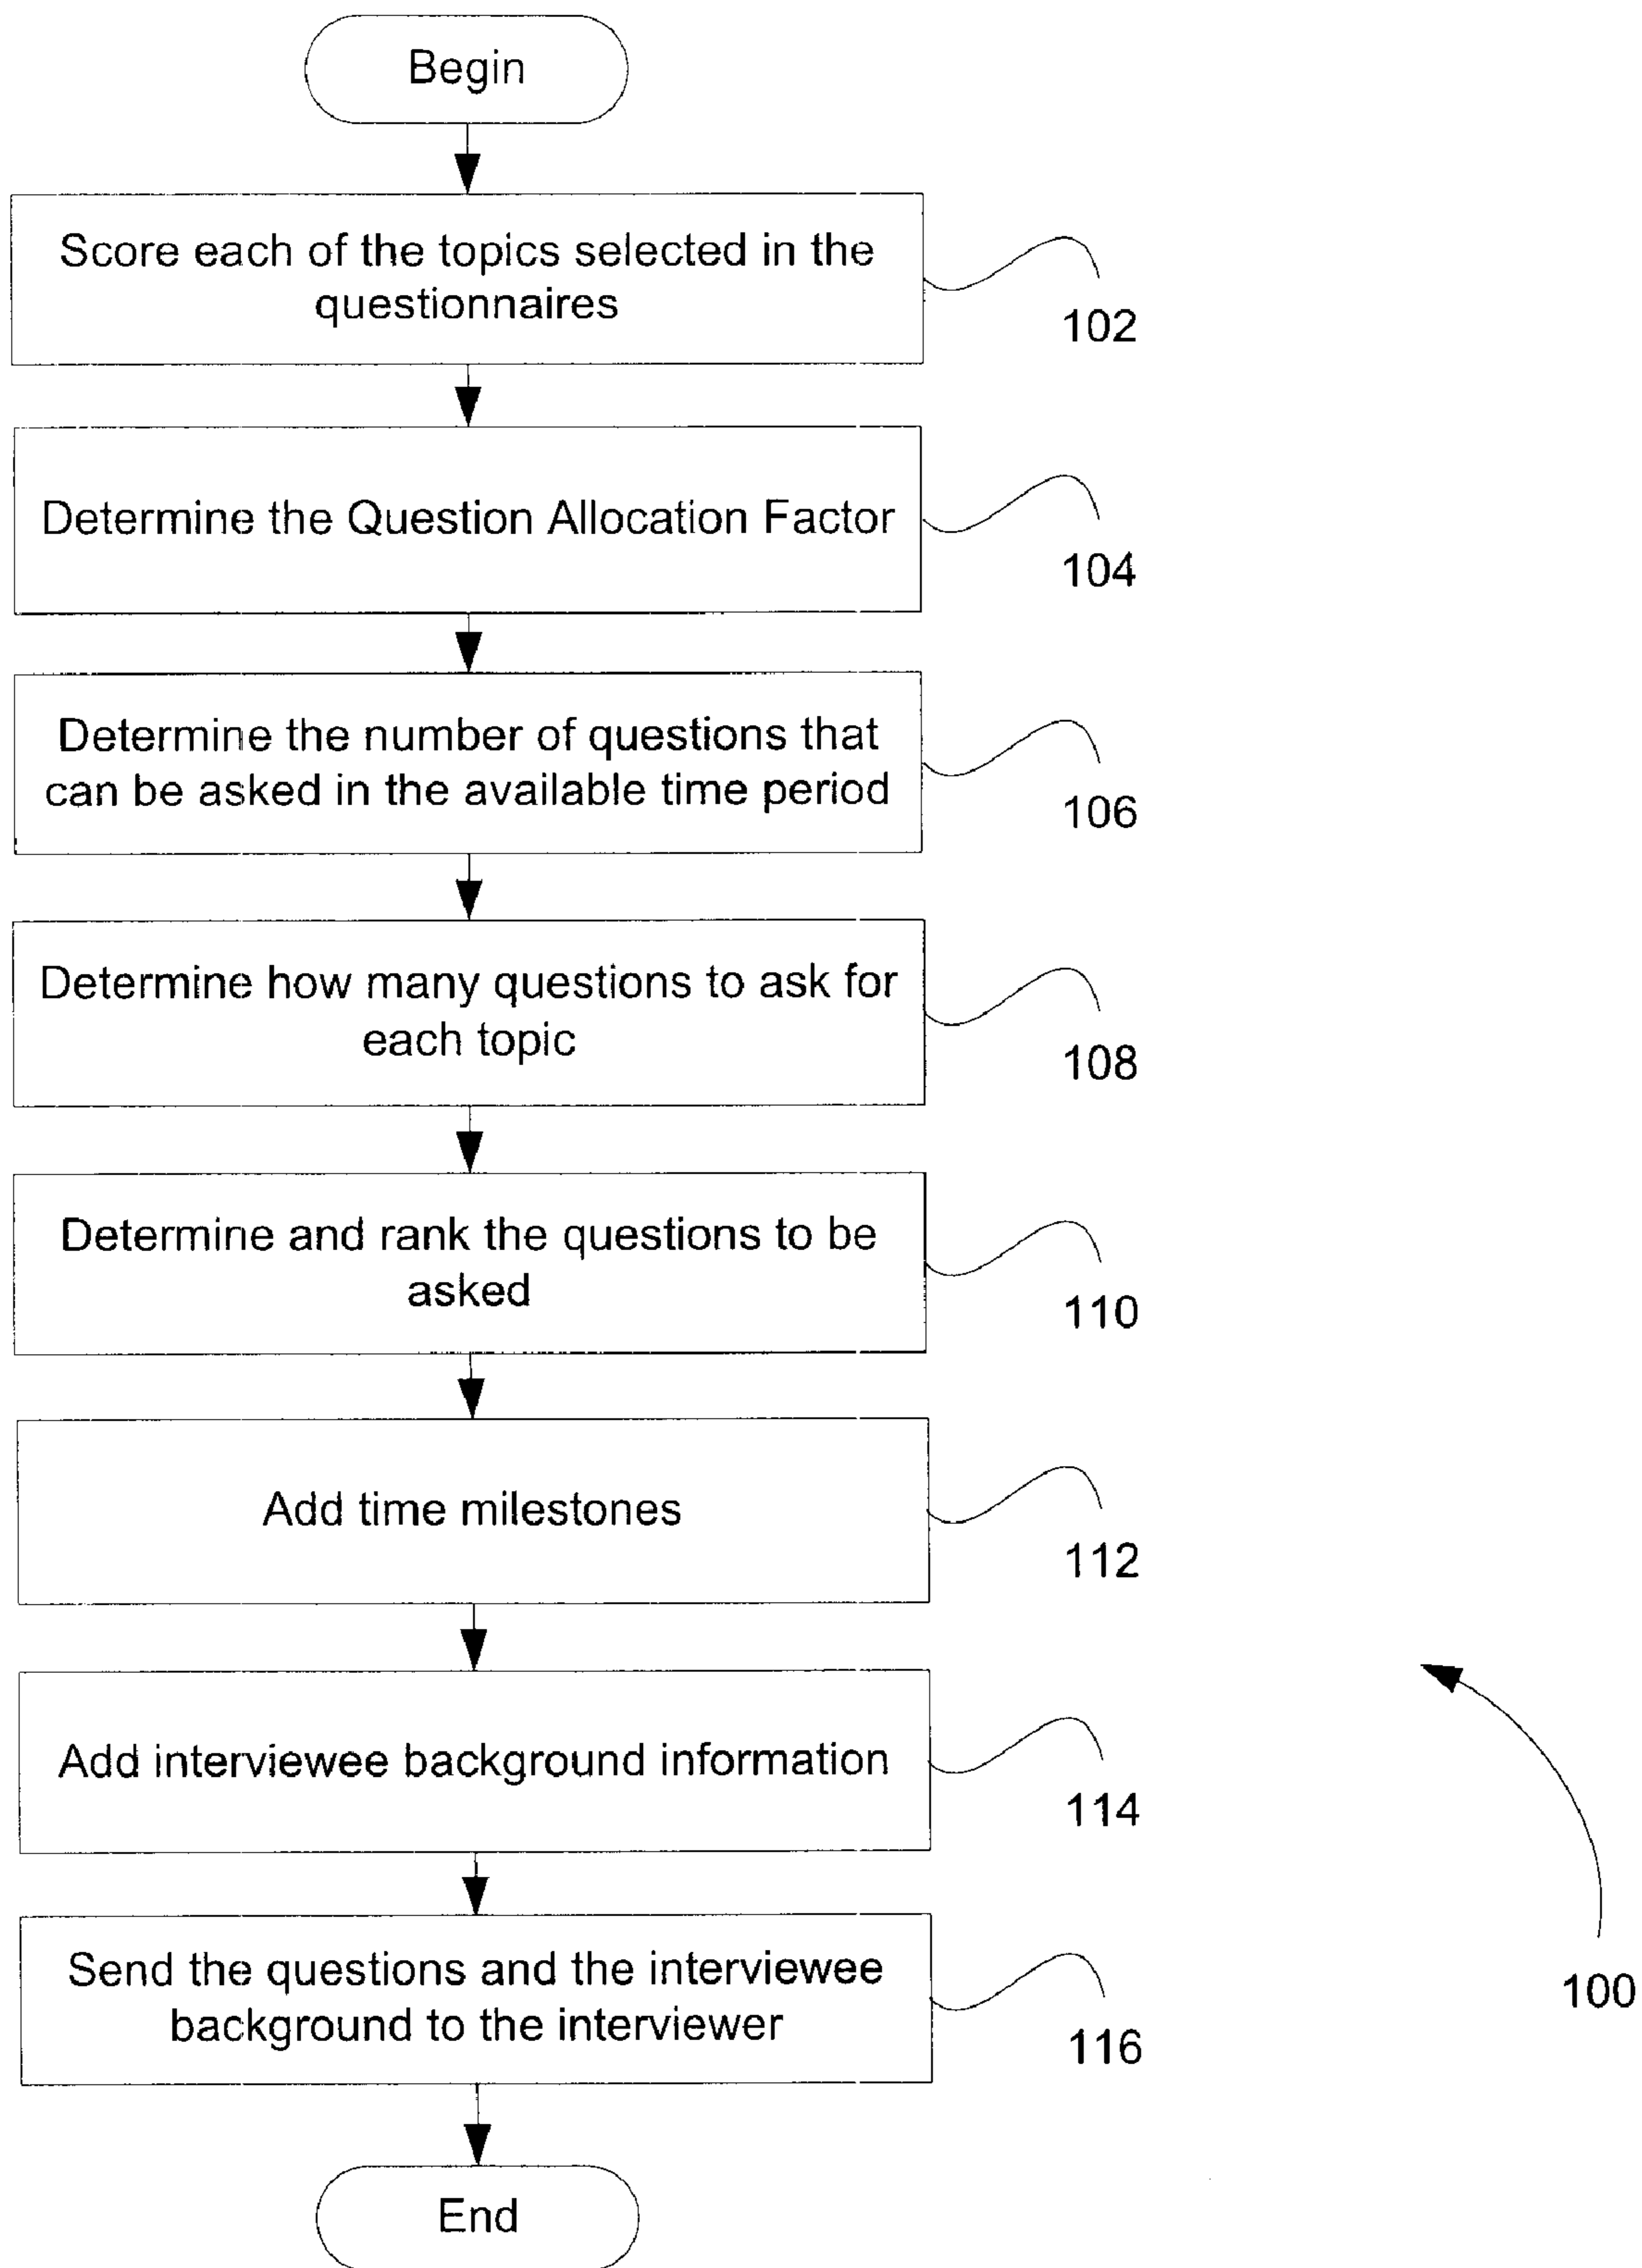 Begin
Score each of the topics selected in the
questionnaires
102
Determine the Question Allocation Factor
104
Determine the number of questions that
can be asked in the available time period
106
Determine how many questions to ask for
each topic
108
Determine and rank the questions to be
asked
110
Add time milestones
112
Add interviewee background information
114
Send the questions and the interviewee
background to the interviewer
116
100
End